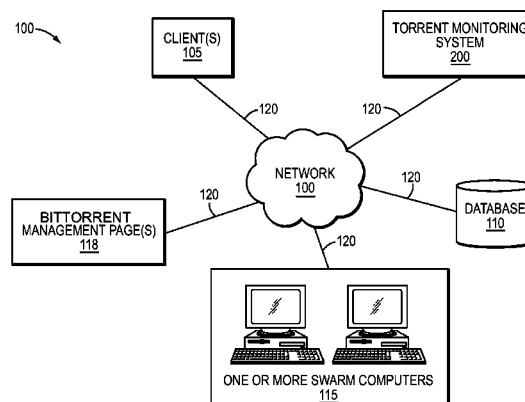 100
CLIENT(S)
105
TORRENT MONITORING
SYSTEM
200
120
120
NETWORK
100
120
DATABASE
110
BITTORRENT
MANAGEMENT PAGE(S)
118
120
120
ONE OR MORE SWARM COMPUTERS
115